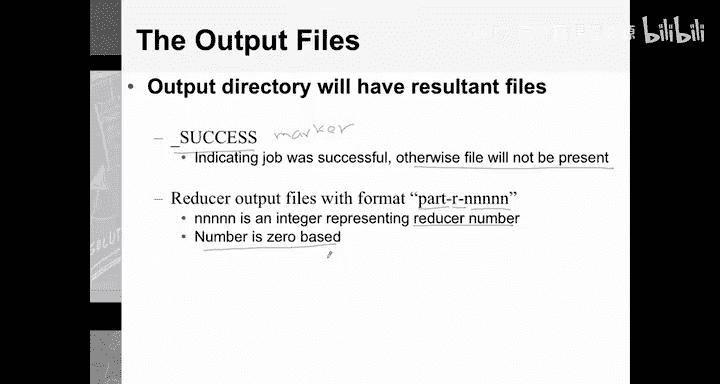 The Output Files
bilibili
• Output directory will have resultant files
– _SUCCESS marker
• Indicating job was successful, otherwise file will not be present
– Reducer output files with format “part-r-nnnnn”
• nnnnn is an integer representing reducer number
• Number is zero based